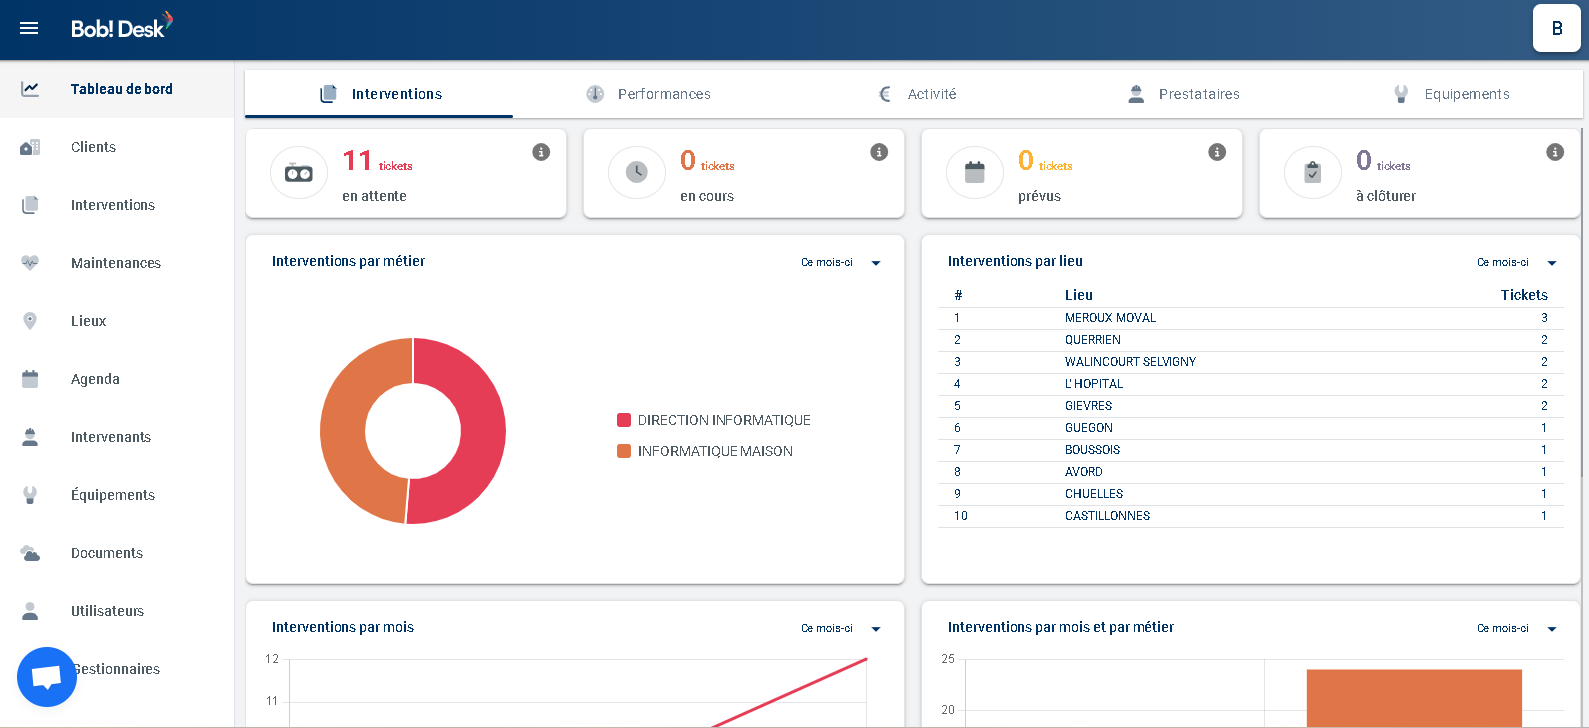 Bob! Desk
B
Tableau de bord
Clients
Interventions
Maintenances
Lieux
Agenda
Intervenants
Équipements
Documents
Utilisateurs
Gestionnaires
Interventions
Performances
Activité
Prestataires
Equipements
11 tickets
en attente
0 tickets
en cours
0 tickets
prévus
0 tickets
à clôturer
Interventions par métier
Ce mois-ci
DIRECTION INFORMATIQUE
INFORMATIQUE MAISON
Interventions par lieu
Ce mois-ci
# Lieu Tickets
1 MEROUX MOVAL 3
2 QUERRIEN 2
3 WALINCOURT SELVIGNY 2
4 L' HOPITAL 2
5 GIEVRES 2
6 GUEGON 1
7 BOUSSOIS 1
8 AVORD 1
9 CHUELLES 1
10 CASTILLONNES 1
Interventions par mois
Ce mois-ci
12
11
Interventions par mois et par métier
Ce mois-ci
25
20